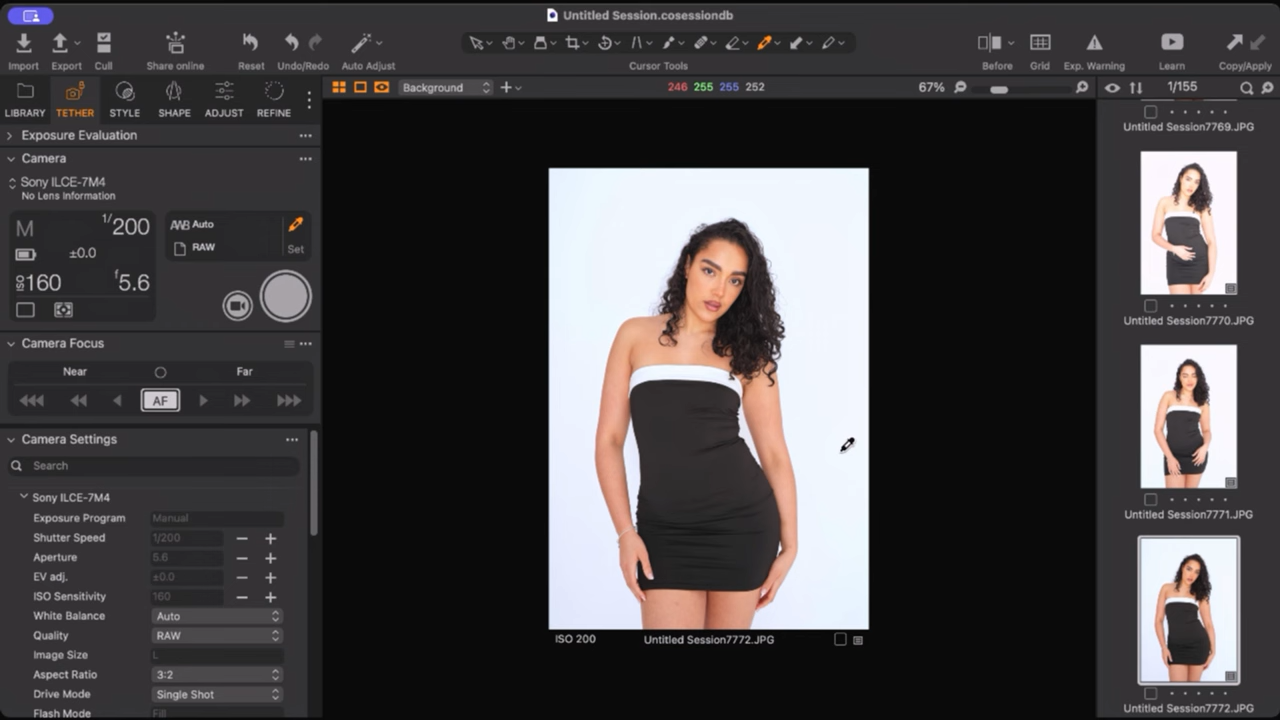 Untitled Session.cosessiondb
Import
Export
Cull
Share online
Reset
Undo/Redo
Auto Adjust
Cursor Tools
Before
Grid
Exp. Warning
Learn
Copy/Apply
LIBRARY
TETHER
STYLE
SHAPE
ADJUST
REFINE
Background
246 255 255 252
67%
1/155
Exposure Evaluation
Camera
Sony ILCE-7M4
No Lens Information
M
1/200
±0.0
ISO 160
f5.6
AWB Auto
RAW
Set
Camera Focus
Near
Far
AF
Camera Settings
Search
Sony ILCE-7M4
Exposure Program Manual
Shutter Speed 1/200
Aperture 5.6
EV adj. ±0.0
ISO Sensitivity 160
White Balance Auto
Quality RAW
Image Size L
Aspect Ratio 3:2
Drive Mode Single Shot
Flash Mode Fill
ISO 200
Untitled Session7772.JPG
Untitled Session7769.JPG
Untitled Session7770.JPG
Untitled Session7771.JPG
Untitled Session7772.JPG